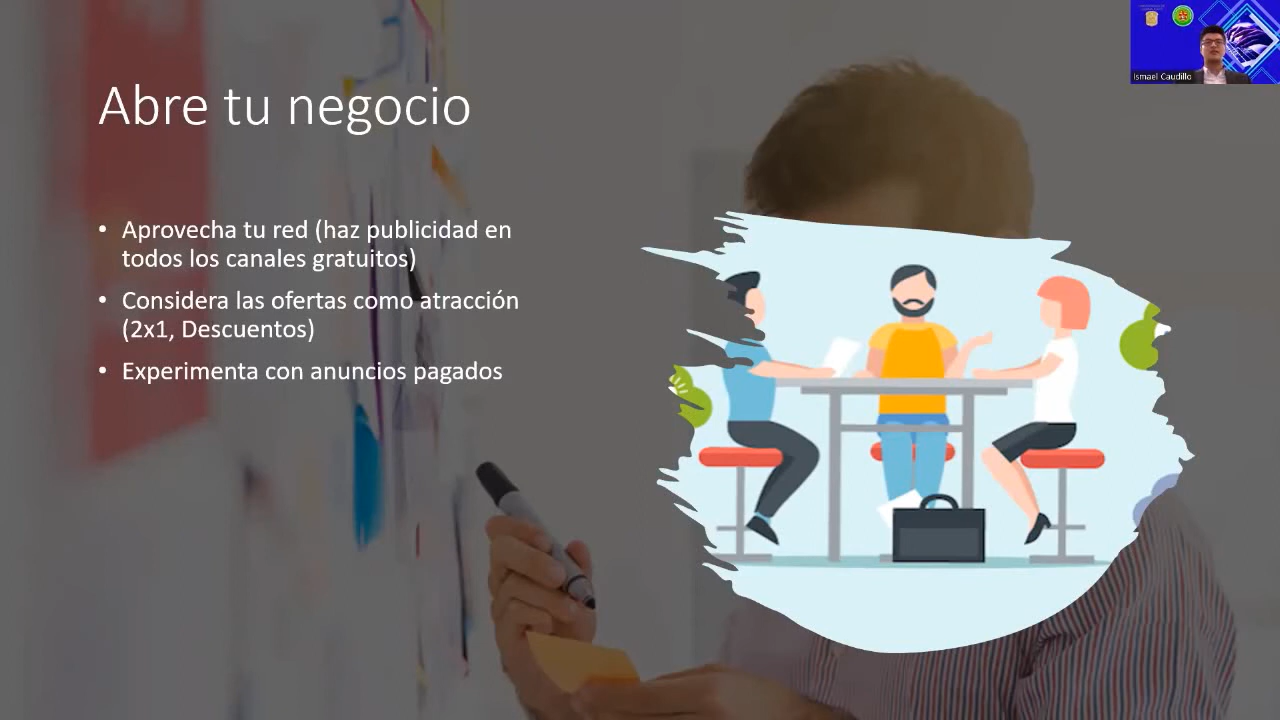 Abre tu negocio
• Aprovecha tu red (haz publicidad en
todos los canales gratuitos)
• Considera las ofertas como atracción
(2x1, Descuentos)
• Experimenta con anuncios pagados
Ismael Caudillo